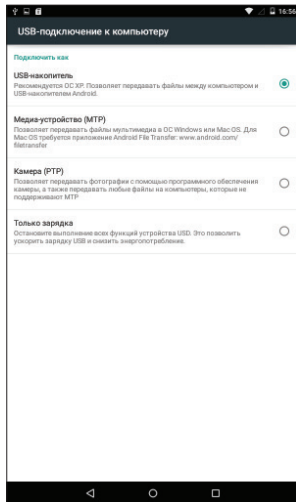 16:56
USB-подключение к компьютеру
Подключить как
USB-накопитель
Рекомендуется ОС XP. Позволяет передавать файлы между компьютером и
USB-накопителем Android.
Медиа-устройство (MTP)
Позволяет передавать файлы мультимедиа в ОС Windows или Mac OS. Для
Mac OS требуется приложение Android File Transfer: www.android.com/
filetransfer
Камера (PTP)
Позволяет передавать фотографии с помощью программного обеспечения
камеры, а также передавать любые файлы на компьютеры, которые не
поддерживают MTP
Только зарядка
Остановите выполнение всех функций устройства USD. Это позволить
ускорить зарядку USB и снизить энергопотребление.